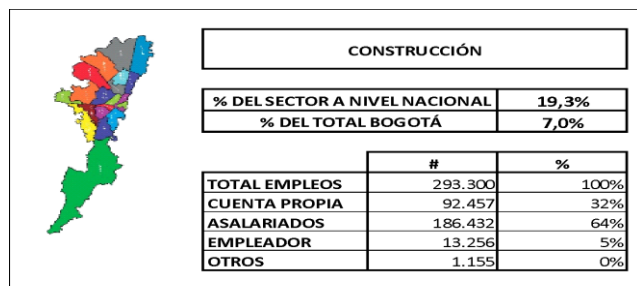 CONSTRUCCIÓN
% DEL SECTOR A NIVEL NACIONAL 19,3%
% DEL TOTAL BOGOTÁ 7,0%
# %
TOTAL EMPLEOS 293.300 100%
CUENTA PROPIA 92.457 32%
ASALARIADOS 186.432 64%
EMPLEADOR 13.256 5%
OTROS 1.155 0%